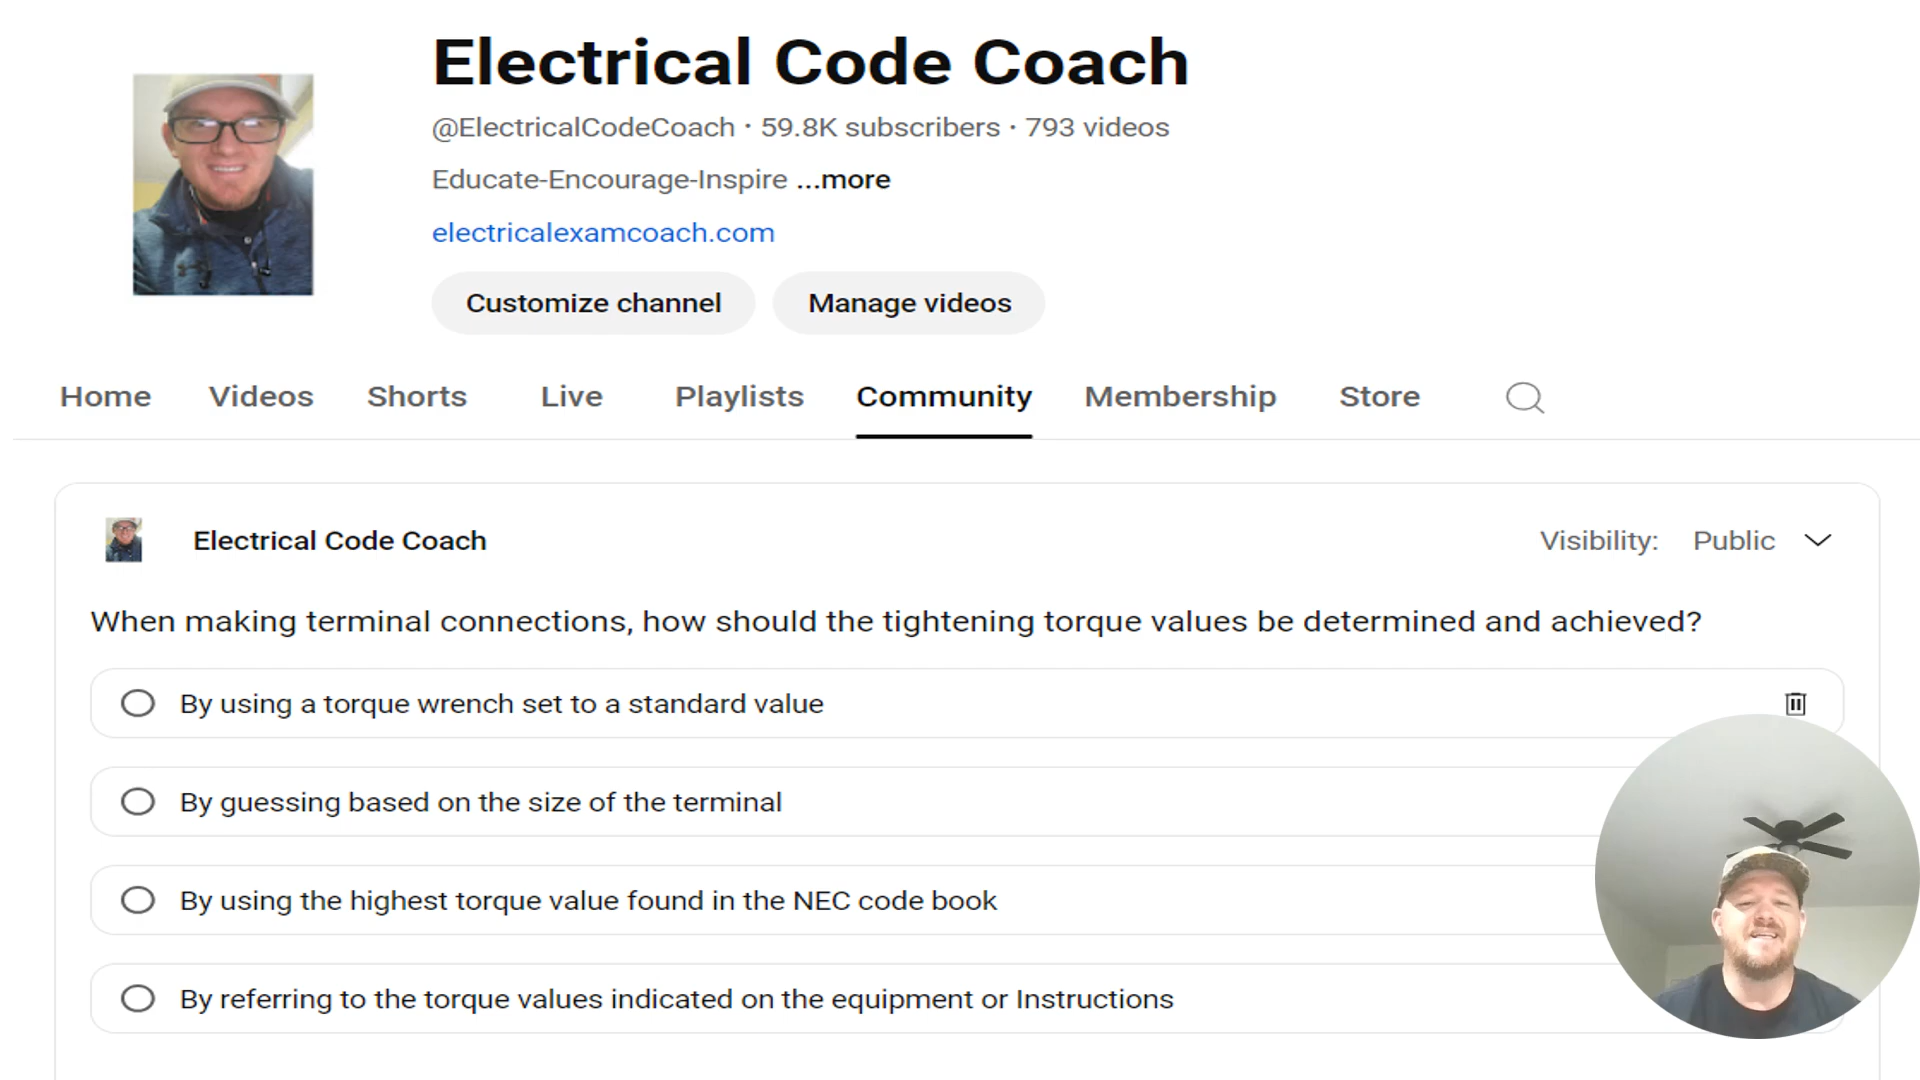 Electrical Code Coach
@ElectricalCodeCoach · 59.8K subscribers · 793 videos
Educate-Encourage-Inspire ...more
electricalexamcoach.com
Customize channel Manage videos
Home Videos Shorts Live Playlists Community Membership Store
Electrical Code Coach Visibility: Public
When making terminal connections, how should the tightening torque values be determined and achieved?
By using a torque wrench set to a standard value
By guessing based on the size of the terminal
By using the highest torque value found in the NEC code book
By referring to the torque values indicated on the equipment or Instructions